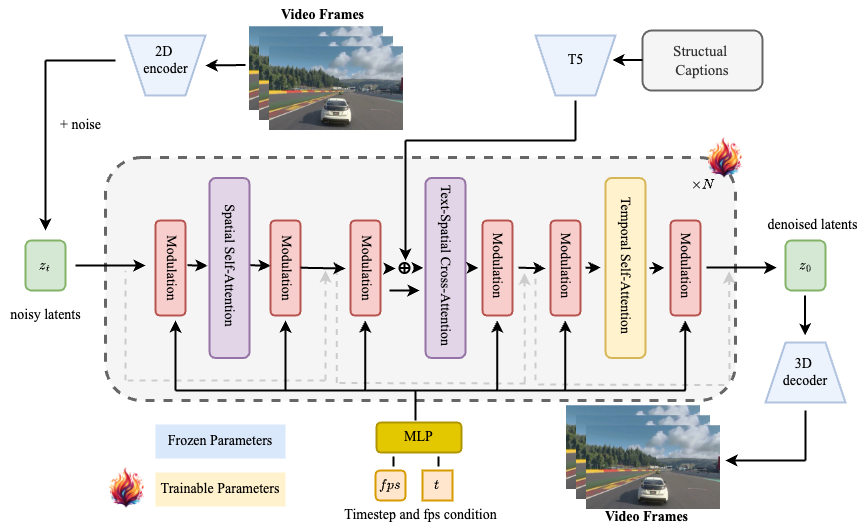 Video Frames
2D
encoder
T5
Structual
Captions
+ noise
×N
Spatial Self-Attention
Text-Spatial Cross-Attention
Temporal Self-Attention
denoised latents
z_t
Modulation
Modulation
Modulation
⊕
Modulation
Modulation
Modulation
z_0
noisy latents
3D
decoder
MLP
Frozen Parameters
fps
t
Trainable Parameters
Timestep and fps condition
Video Frames